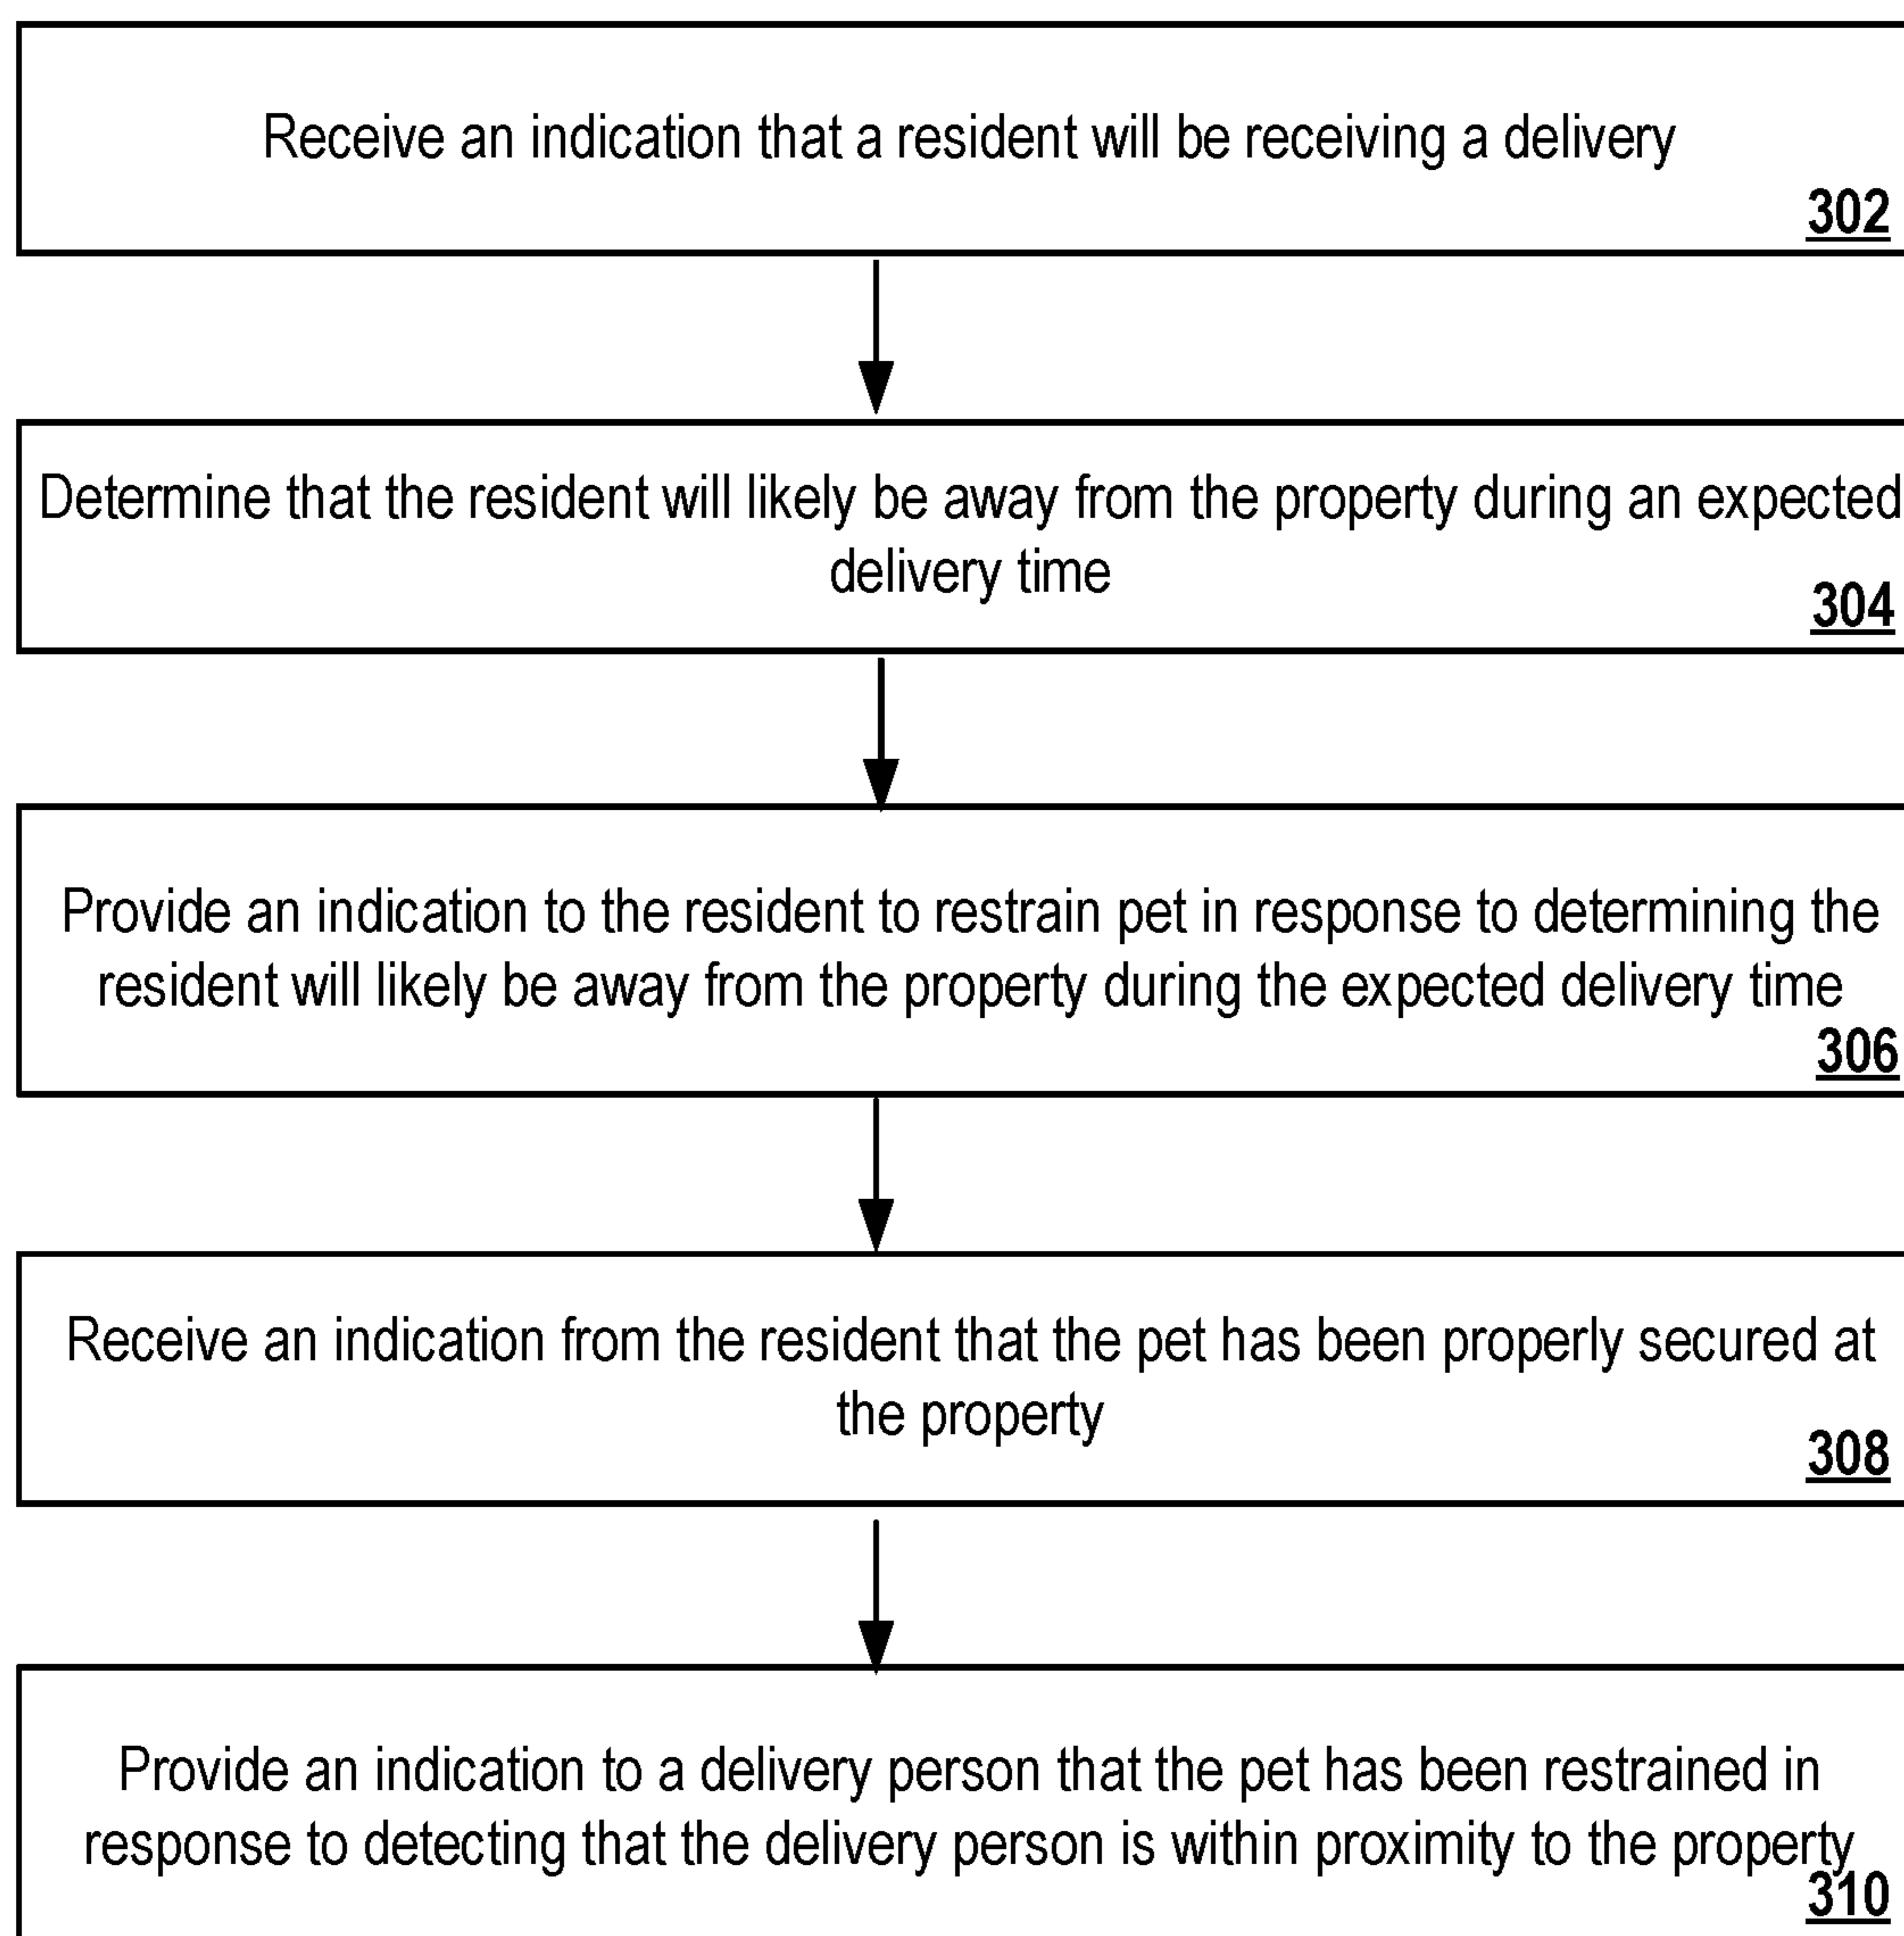 Receive an indication that a resident will be receiving a delivery
302
Determine that the resident will likely be away from the property during an expected
delivery time
304
Provide an indication to the resident to restrain pet in response to determining the
resident will likely be away from the property during the expected delivery time
306
Receive an indication from the resident that the pet has been properly secured at
the property
308
Provide an indication to a delivery person that the pet has been restrained in
response to detecting that the delivery person is within proximity to the property
310